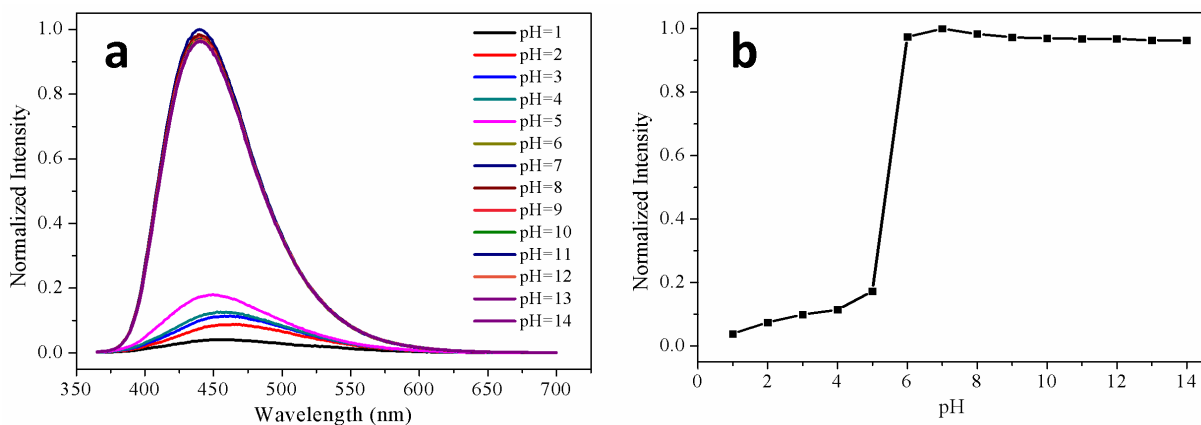 a
Normalized Intensity
1.0
0.8
0.6
0.4
0.2
0.0
350 400 450 500 550 600 650 700
Wavelength (nm)
pH=1
pH=2
pH=3
pH=4
pH=5
pH=6
pH=7
pH=8
pH=9
pH=10
pH=11
pH=12
pH=13
pH=14
b
Normalized Intensity
1.0
0.8
0.6
0.4
0.2
0.0
0 2 4 6 8 10 12 14
pH